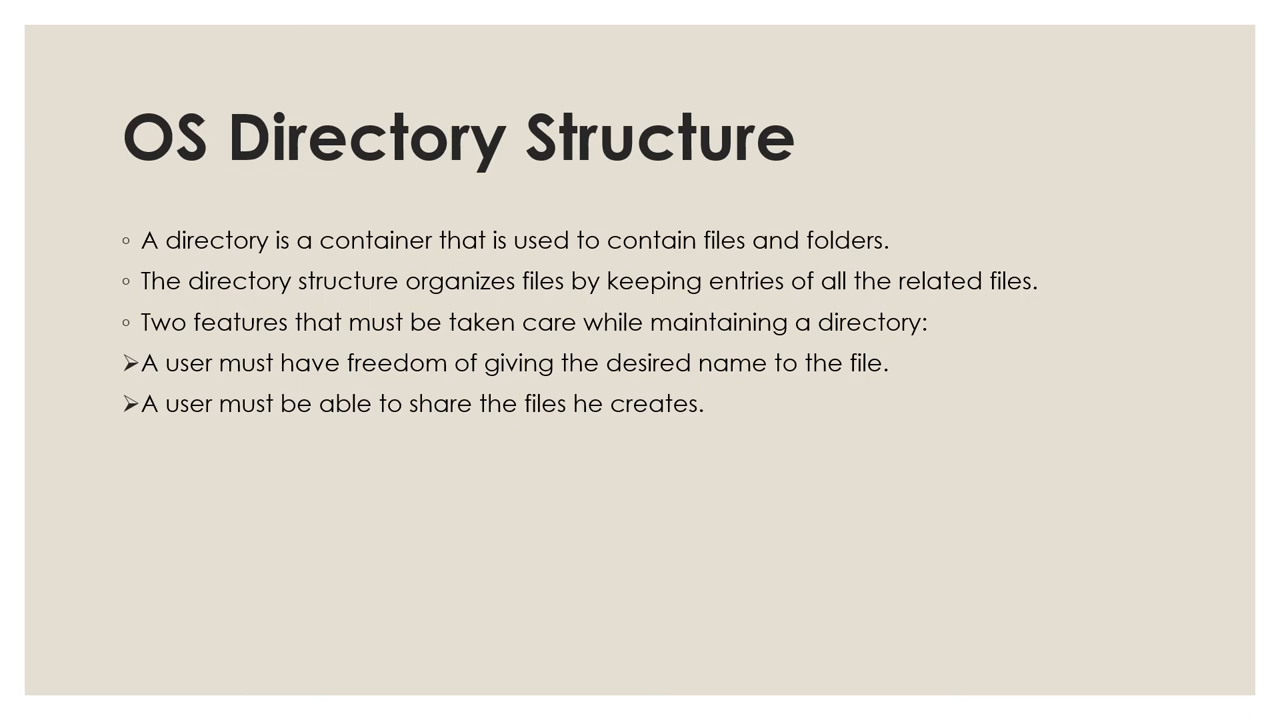 OS Directory Structure
◦ A directory is a container that is used to contain files and folders.
◦ The directory structure organizes files by keeping entries of all the related files.
◦ Two features that must be taken care while maintaining a directory:
➢A user must have freedom of giving the desired name to the file.
➢A user must be able to share the files he creates.